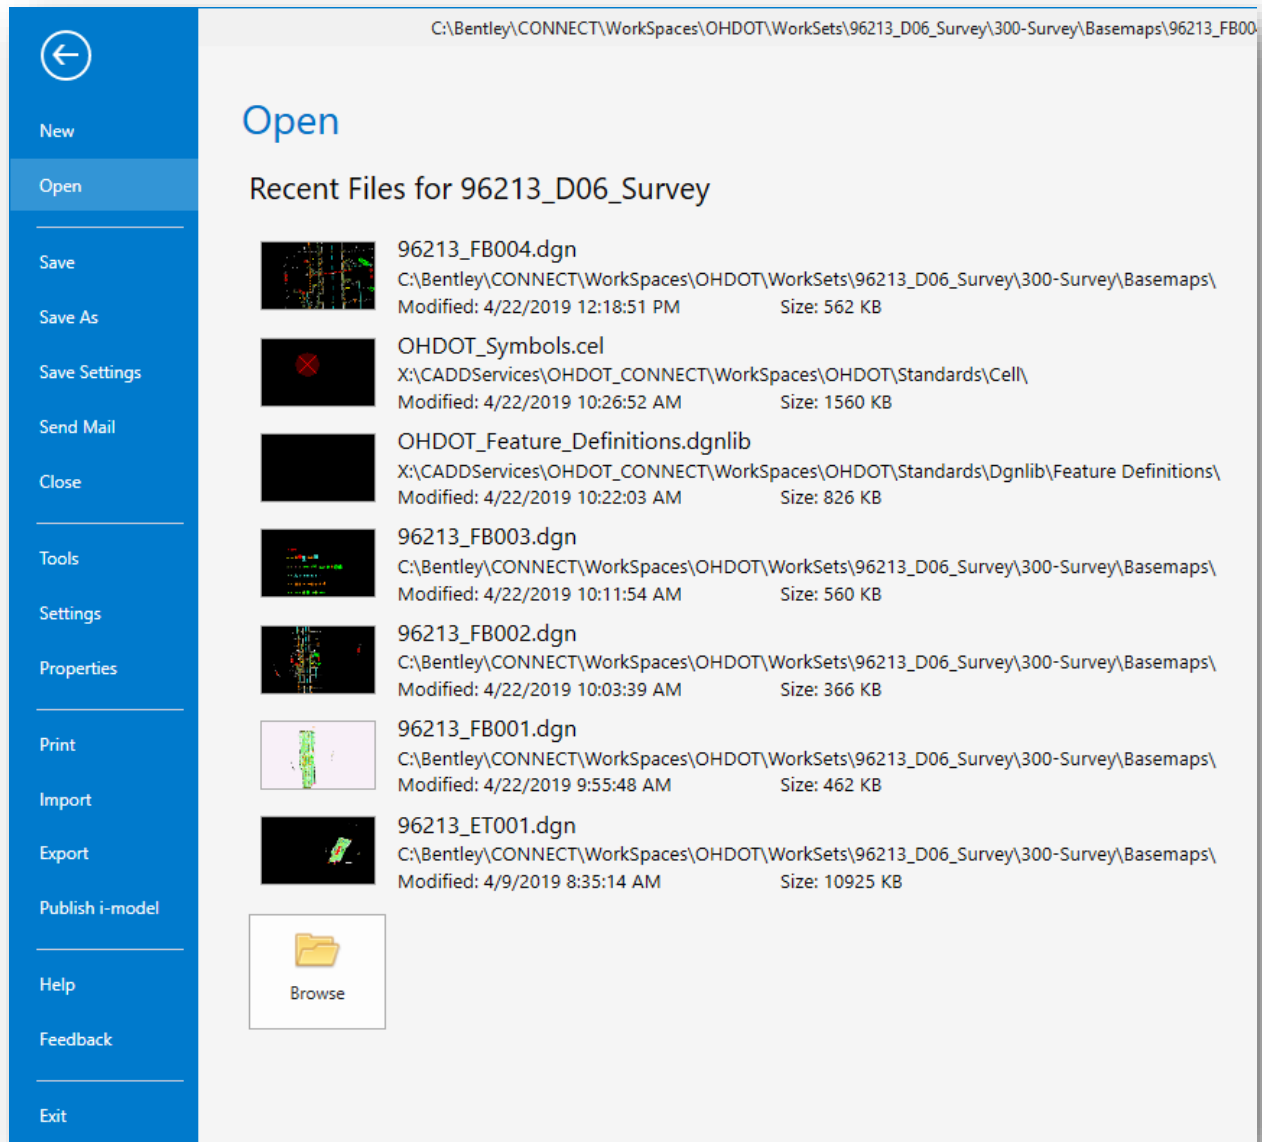 C:\Bentley\CONNECT\WorkSpaces\OHDOT\WorkSets\96213_D06_Survey\300-Survey\Basemaps\96213_FB00
New
Open
Save
Save As
Save Settings
Send Mail
Close
Tools
Settings
Properties
Print
Import
Export
Publish i-model
Help
Feedback
Exit
Open
Recent Files for 96213_D06_Survey
96213_FB004.dgn
C:\Bentley\CONNECT\WorkSpaces\OHDOT\WorkSets\96213_D06_Survey\300-Survey\Basemaps\
Modified: 4/22/2019 12:18:51 PM Size: 562 KB
OHDOT_Symbols.cel
X:\CADDServices\OHDOT_CONNECT\WorkSpaces\OHDOT\Standards\Cell\
Modified: 4/22/2019 10:26:52 AM Size: 1560 KB
OHDOT_Feature_Definitions.dgnlib
X:\CADDServices\OHDOT_CONNECT\WorkSpaces\OHDOT\Standards\Dgnlib\Feature Definitions\
Modified: 4/22/2019 10:22:03 AM Size: 826 KB
96213_FB003.dgn
C:\Bentley\CONNECT\WorkSpaces\OHDOT\WorkSets\96213_D06_Survey\300-Survey\Basemaps\
Modified: 4/22/2019 10:11:54 AM Size: 560 KB
96213_FB002.dgn
C:\Bentley\CONNECT\WorkSpaces\OHDOT\WorkSets\96213_D06_Survey\300-Survey\Basemaps\
Modified: 4/22/2019 10:03:39 AM Size: 366 KB
96213_FB001.dgn
C:\Bentley\CONNECT\WorkSpaces\OHDOT\WorkSets\96213_D06_Survey\300-Survey\Basemaps\
Modified: 4/22/2019 9:55:48 AM Size: 462 KB
96213_ET001.dgn
C:\Bentley\CONNECT\WorkSpaces\OHDOT\WorkSets\96213_D06_Survey\300-Survey\Basemaps\
Modified: 4/9/2019 8:35:14 AM Size: 10925 KB
Browse